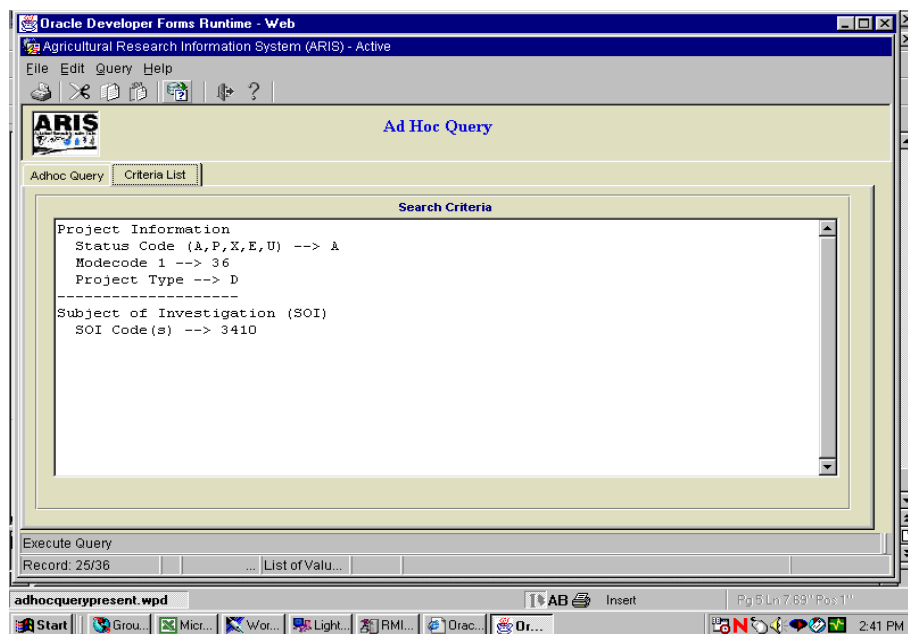 Oracle Developer Forms Runtime - Web
Agricultural Research Information System (ARIS) - Active
File Edit Query Help
ARIS
Ad Hoc Query
Adhoc Query Criteria List
Search Criteria
Project Information
Status Code (A,P,X,E,U) --> A
Modecode 1 --> 36
Project Type --> D
--------------------
Subject of Investigation (SOI)
SOI Code(s) --> 3410
Execute Query
Record: 25/36 ... List of Valu...
adhocquerypresent.wpd AB Insert Pg 5 Ln 7.69" Pos 1"
Start Grou... Micr... Wor... Light... RMI... Orac... Or... N 2:41 PM